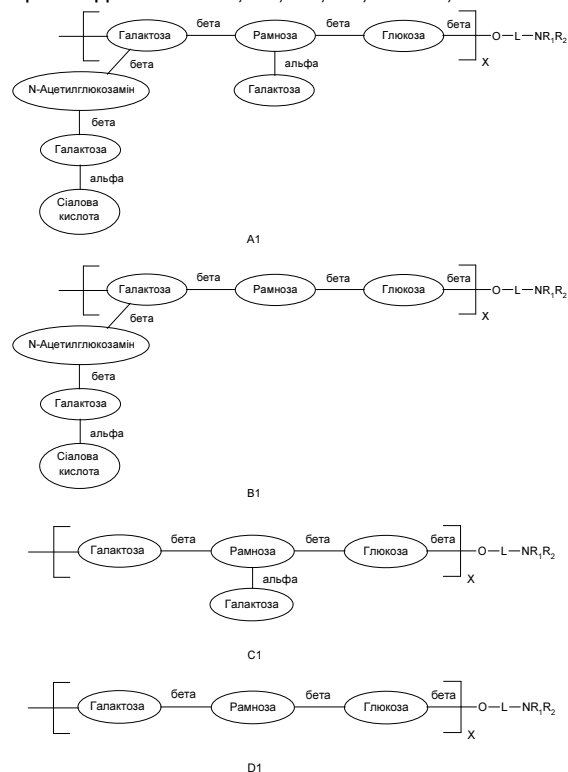 бета бета бета
Галактоза Рамноза Глюкоза O—L—NR₁R₂
X
бета альфа
N-Ацетилглюкозамін Галактоза
бета
Галактоза
альфа
Сіалова
кислота
A1
бета бета бета
Галактоза Рамноза Глюкоза O—L—NR₁R₂
X
бета
N-Ацетилглюкозамін
бета
Галактоза
альфа
Сіалова
кислота
B1
бета бета бета
Галактоза Рамноза Глюкоза O—L—NR₁R₂
X
альфа
Галактоза
C1
бета бета бета
Галактоза Рамноза Глюкоза O—L—NR₁R₂
X
D1